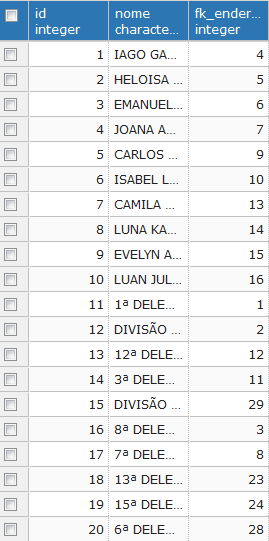 id nome fk_ender...
integer characte... integer
1 IAGO GA... 4
2 HELOISA ... 5
3 EMANUEL... 6
4 JOANA A... 7
5 CARLOS ... 9
6 ISABEL L... 10
7 CAMILA ... 13
8 LUNA KA... 14
9 EVELYN A... 15
10 LUAN JUL... 16
11 1ª DELE... 1
12 DIVISÃO ... 2
13 12ª DELE... 12
14 3ª DELE... 11
15 DIVISÃO ... 29
16 8ª DELE... 3
17 7ª DELE... 8
18 13ª DELE... 23
19 15ª DELE... 24
20 6ª DELE... 28